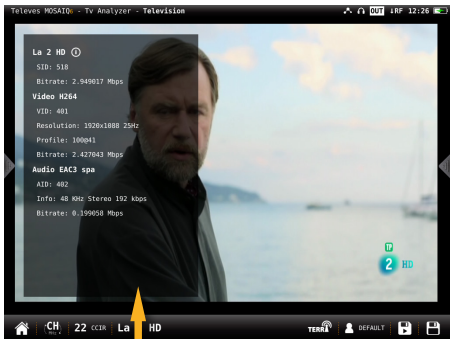 Televes MOSAIQ6 - Tv Analyzer - Television
OUT ↓RF 12:26
La 2 HD
SID: 518
Bitrate: 2.949017 Mbps
Video H264
VID: 401
Resolution: 1920x1088 25Hz
Profile: 100@41
Bitrate: 2.427043 Mbps
Audio EAC3 spa
AID: 402
Info: 48 KHz Stereo 192 kbps
Bitrate: 0.199058 Mbps
2 HD
CH 22 CCIR La HD TERR DEFAULT